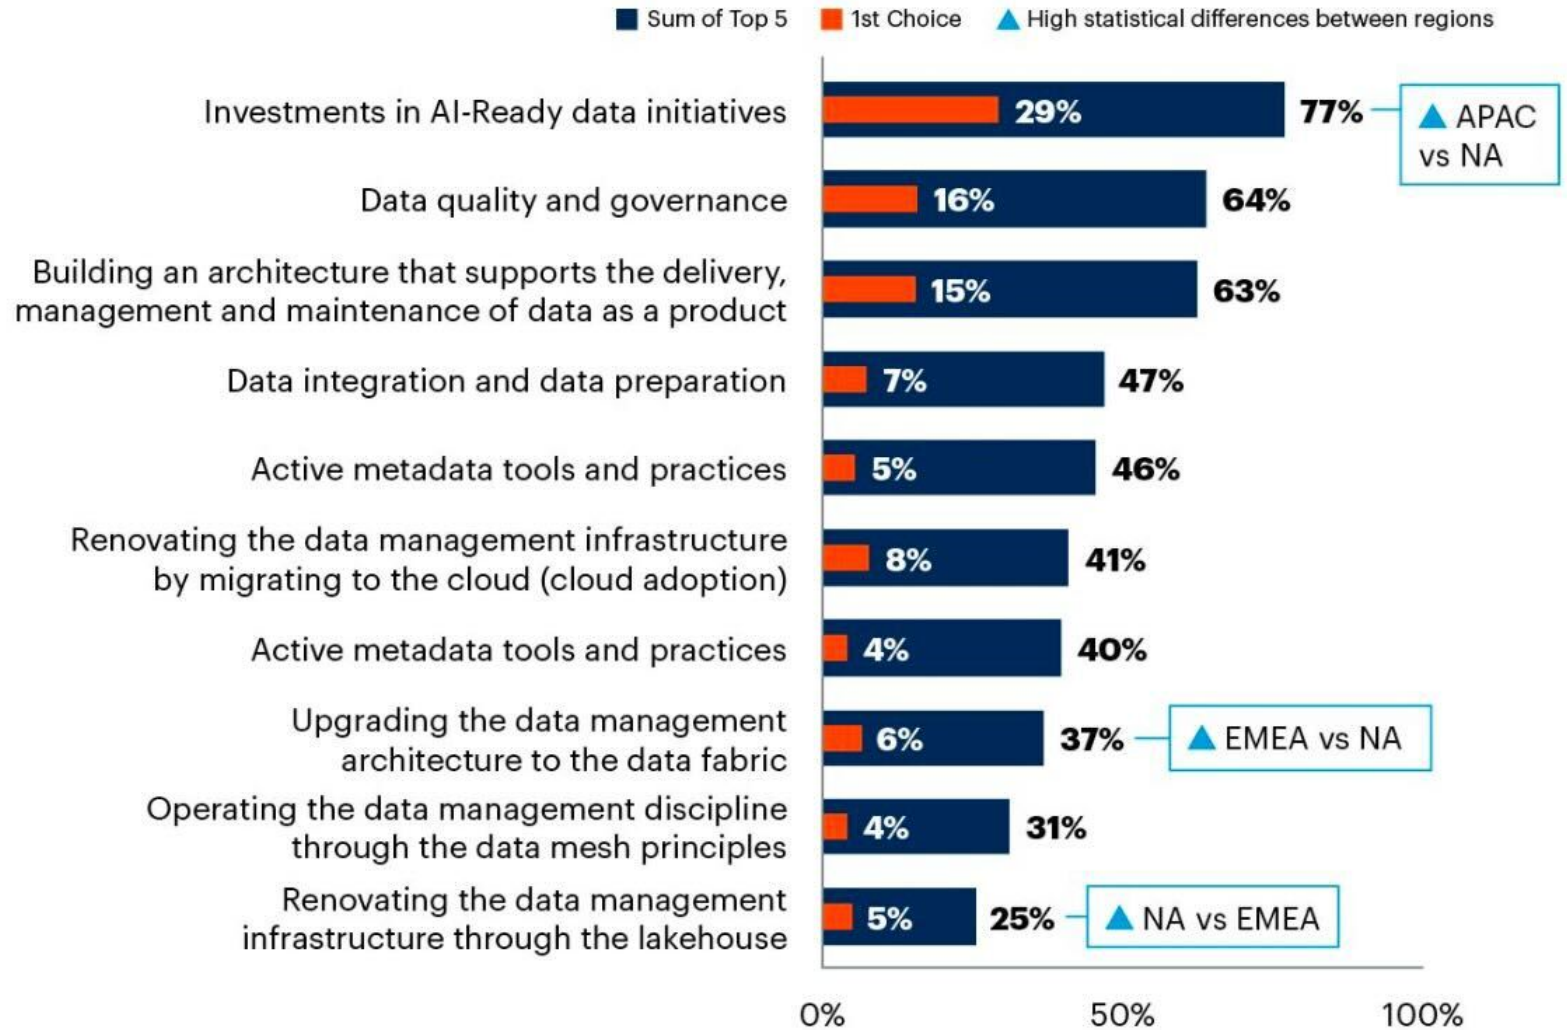 Sum of Top 5 1st Choice High statistical differences between regions
Investments in AI-Ready data initiatives 29% 77%
APAC
vs NA
Data quality and governance 16% 64%
Building an architecture that supports the delivery,
management and maintenance of data as a product
15% 63%
Data integration and data preparation 7% 47%
Active metadata tools and practices 5% 46%
Renovating the data management infrastructure
by migrating to the cloud (cloud adoption)
8% 41%
Active metadata tools and practices 4% 40%
Upgrading the data management
architecture to the data fabric
6% 37% EMEA vs NA
Operating the data management discipline
through the data mesh principles
4% 31%
Renovating the data management
infrastructure through the lakehouse
5% 25% NA vs EMEA
0% 50% 100%